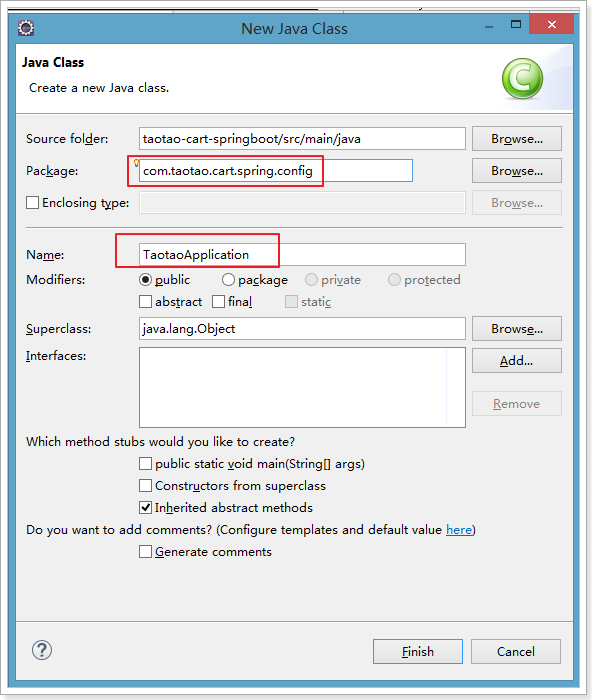 New Java Class
Java Class
Create a new Java class.
Source folder: taotao-cart-springboot/src/main/java Browse...
Package: com.taotao.cart.spring.config Browse...
Enclosing type: Browse...
Name: TaotaoApplication
Modifiers: public package private protected
abstract final static
Superclass: java.lang.Object Browse...
Interfaces: Add...
Remove
Which method stubs would you like to create?
public static void main(String[] args)
Constructors from superclass
Inherited abstract methods
Do you want to add comments? (Configure templates and default value here)
Generate comments
Finish Cancel